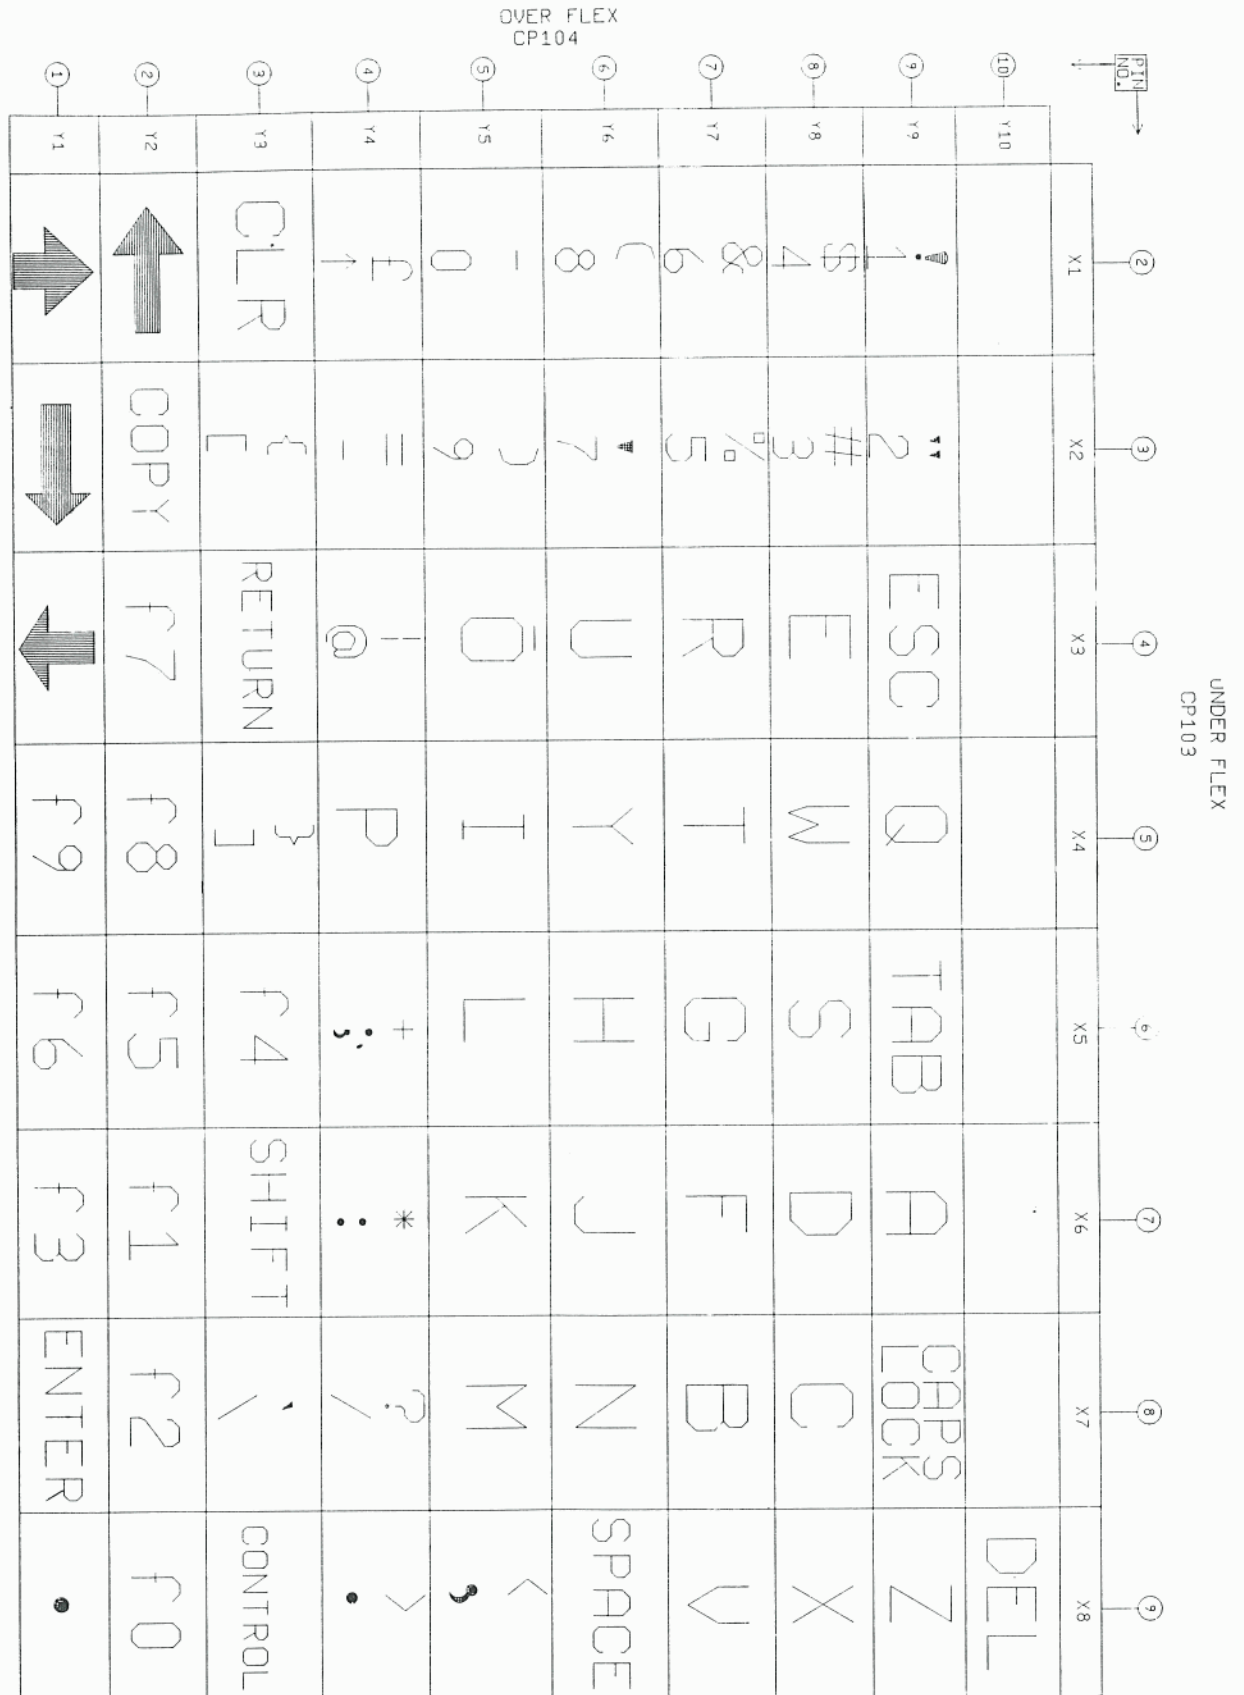 UNDER FLEX
CP103
PIN NO.
2 3 4 5 6 7 8 9
X1 X2 X3 X4 X5 X6 X7 X8
OVER FLEX
CP104
10 Y10 DEL
9 Y9 ! 1 " 2 ESC Q TAB A CAPS LOCK Z
8 Y8 $ 4 # 3 E W S D C X
7 Y7 & 6 % 5 R T G F B V
6 Y6 ( 8 ' 7 U Y H J N SPACE
5 Y5 _ 0 ) 9 O I L K M < ,
4 Y4 £ ↑ = - | @ P + ; * : ? / > .
3 Y3 CLR { [ RETURN } ] f4 SHIFT ` \ CONTROL
2 Y2 COPY f7 f8 f5 f1 f2 f0
1 Y1 f9 f6 f3 ENTER .